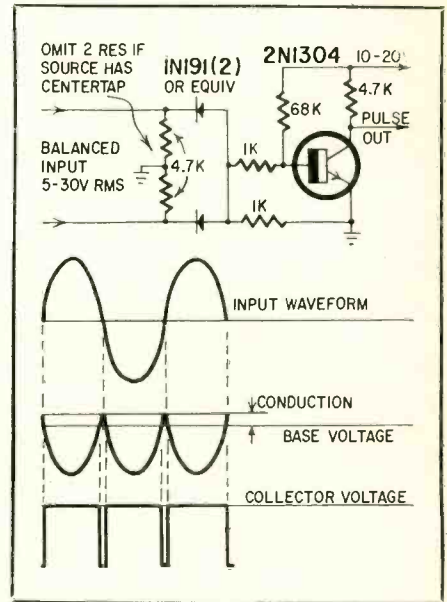 OMIT 2 RES IF
SOURCE HAS
CENTERTAP
IN191(2)
OR EQUIV
2N1304
10-20V
68K
4.7K
PULSE
OUT
BALANCED
INPUT
5-30V RMS
4.7K
1K
1K
INPUT WAVEFORM
CONDUCTION
BASE VOLTAGE
COLLECTOR VOLTAGE